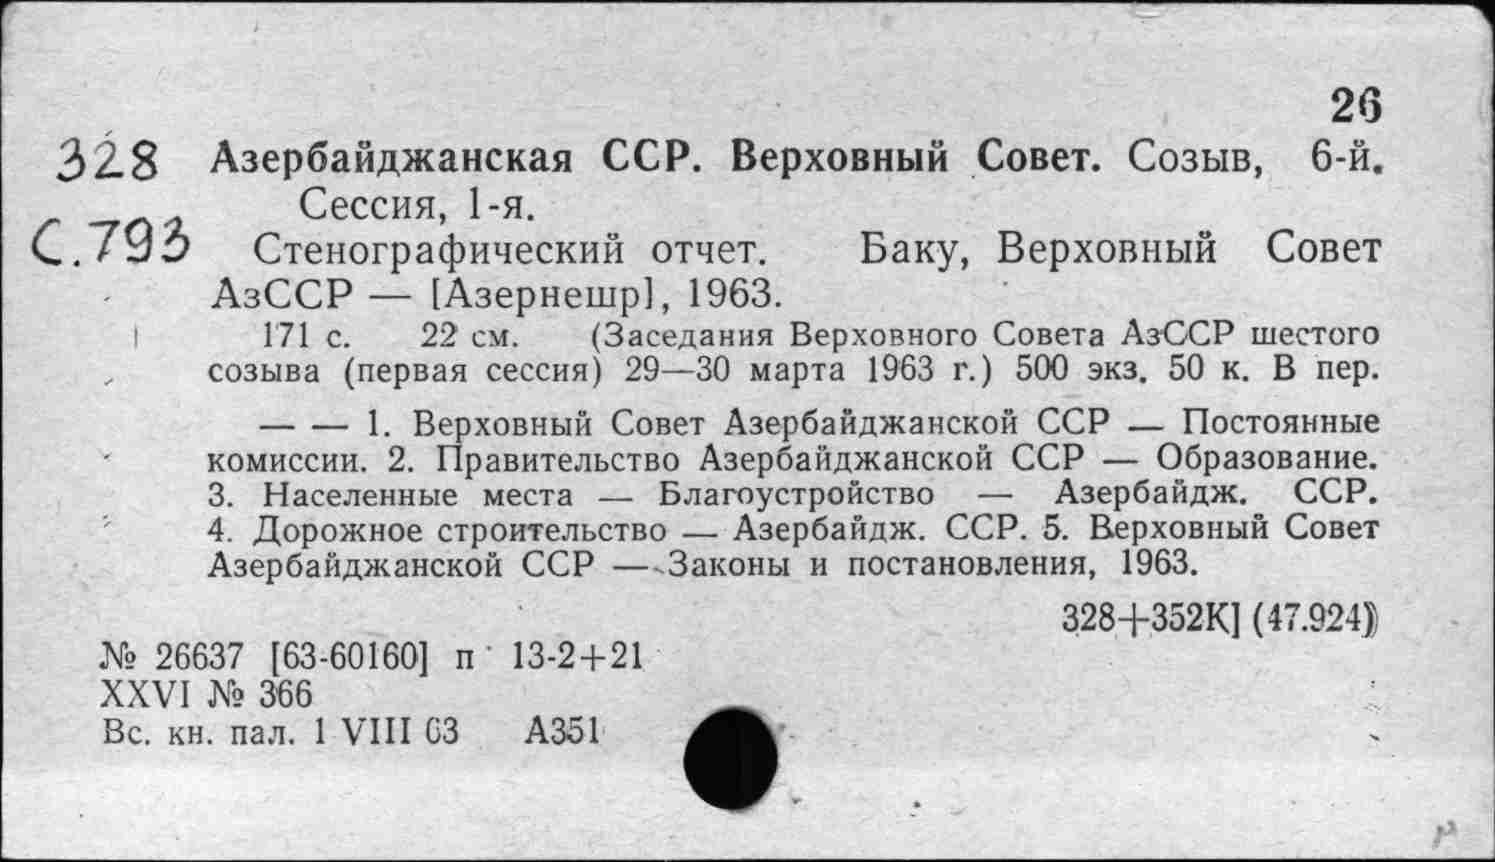 26
328 Азербайджанская ССР. Верховный Совет. Созыв, 6-й.
Сессия, 1-я.
С.793 Стенографический отчет. Баку, Верховный Совет
АзССР — [Азернешр], 1963.
171 с. 22 см. (Заседания Верховного Совета АзССР шестого
созыва (первая сессия) 29—30 марта 1963 г.) 500 экз. 50 к. В пер.
— — 1. Верховный Совет Азербайджанской ССР — Постоянные
комиссии. 2. Правительство Азербайджанской ССР — Образование.
3. Населенные места — Благоустройство — Азербайдж. ССР.
4. Дорожное строительство — Азербайдж. ССР. 5. Верховный Совет
Азербайджанской ССР — Законы и постановления, 1963.
328+352К] (47.924)
№ 26637 [63-60160] п 13-2+21
XXVI № 366
Вс. кн. пал. 1 VIII 63 А351